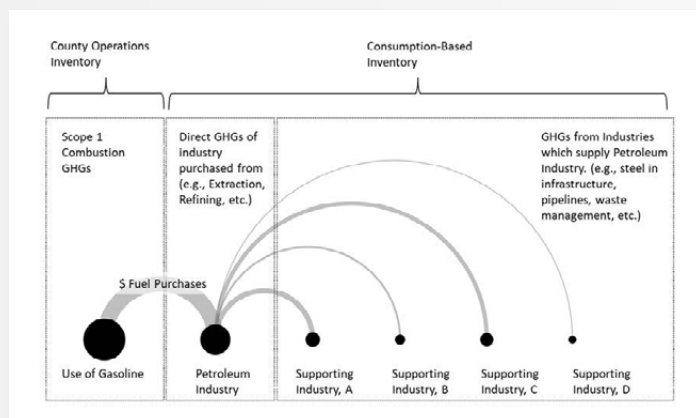 County Operations
Inventory
Consumption-Based
Inventory
Scope 1
Combustion
GHGs
Direct GHGs of
industry
purchased from
(e.g., Extraction,
Refining, etc.)
GHGs from Industries
which supply Petroleum
Industry. (e.g., steel in
infrastructure,
pipelines, waste
management, etc.)
$ Fuel Purchases
Use of Gasoline
Petroleum
Industry
Supporting
Industry, A
Supporting
Industry, B
Supporting
Industry, C
Supporting
Industry, D